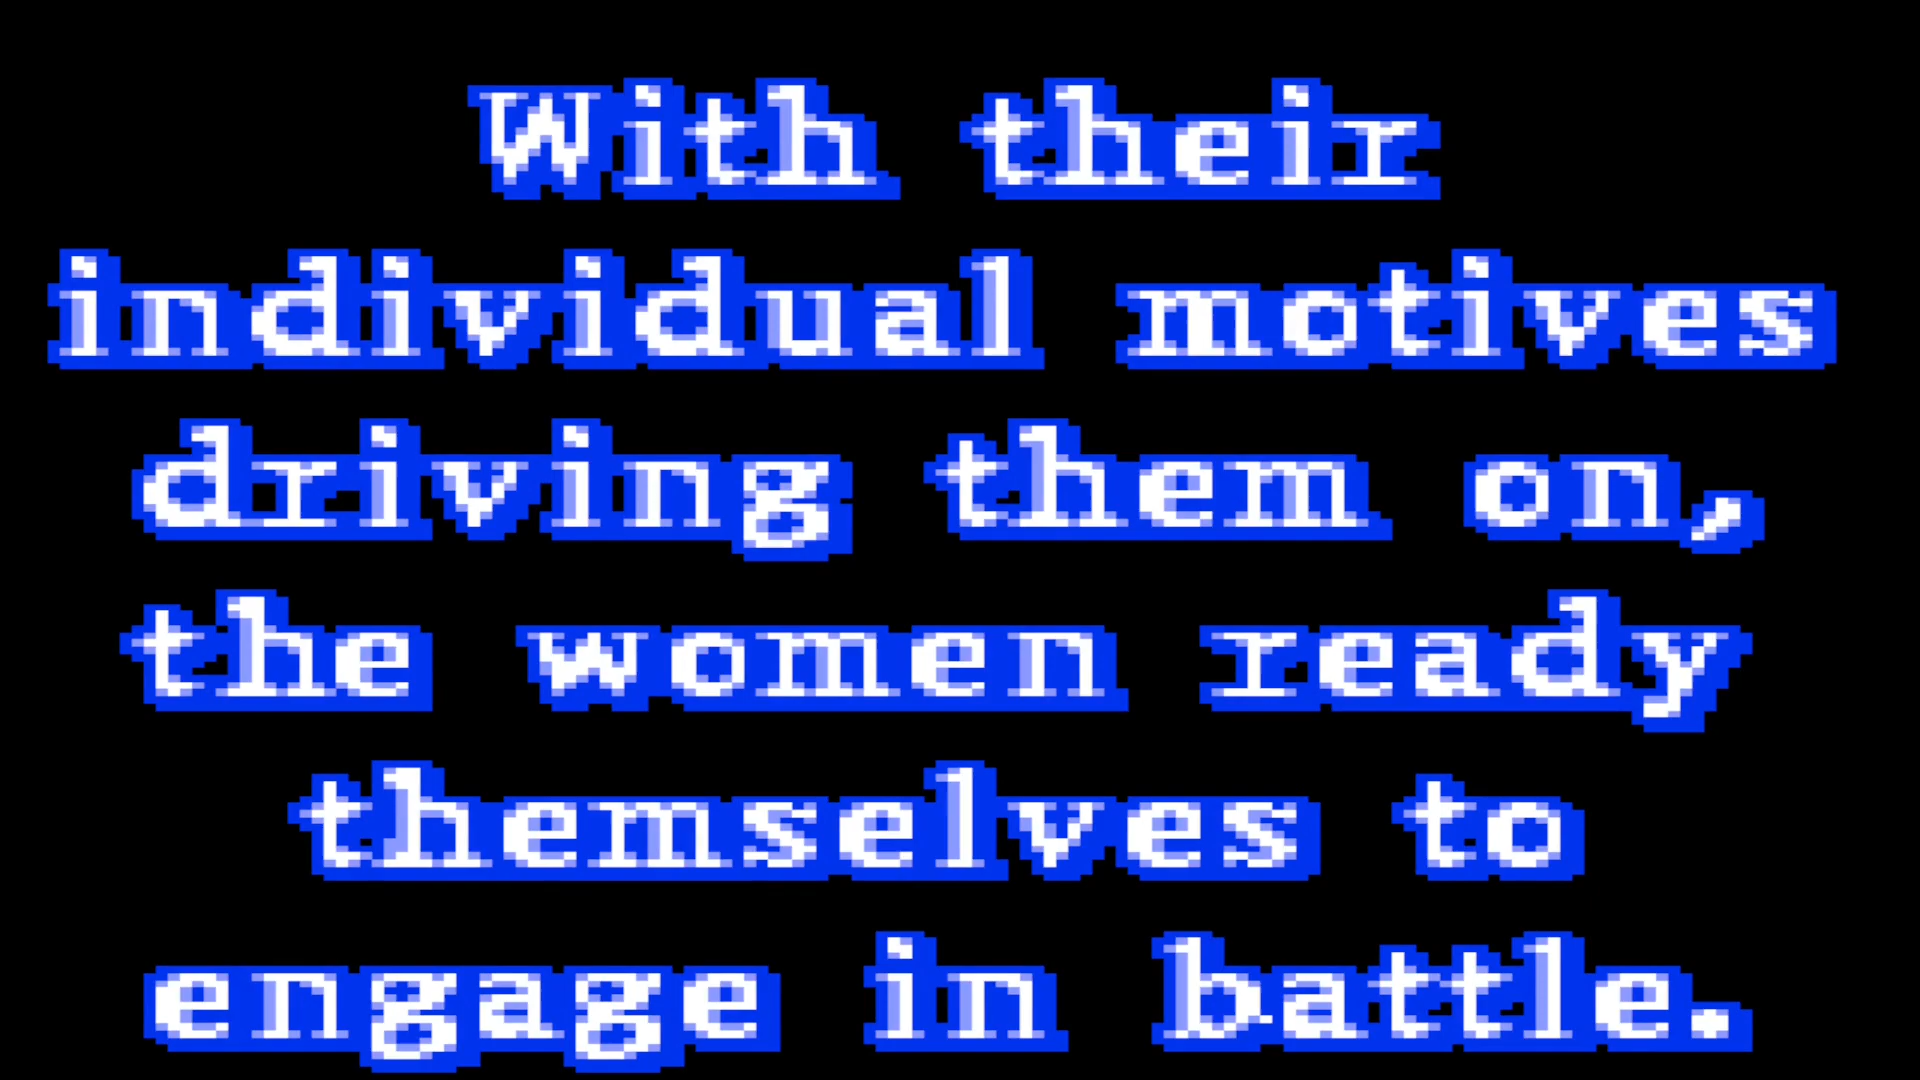 With their
individual motives
driving them on,
the women ready
themselves to
engage in battle.